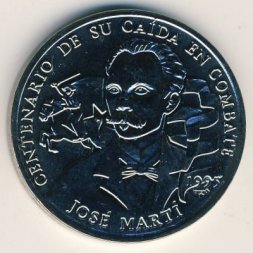 CENTENARIO DE SU CAÍDA EN COMBATE
1995
JOSÉ MARTÍ